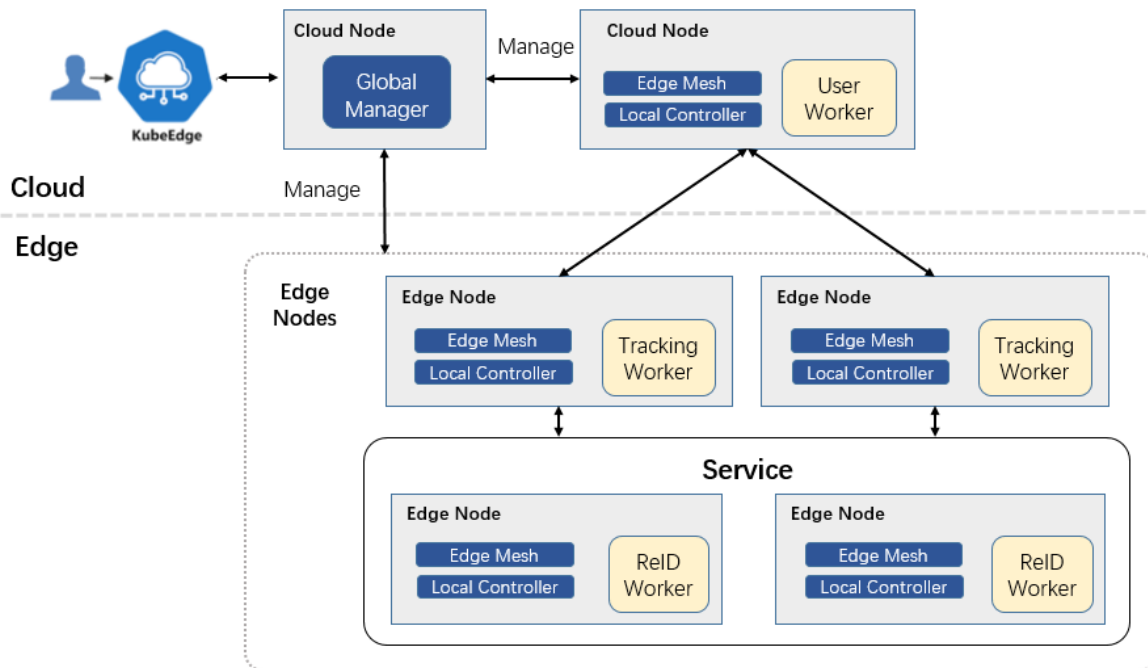 Cloud Node
Global
Manager
Manage
Cloud Node
Edge Mesh
Local Controller
User
Worker
KubeEdge
Cloud
Manage
Edge
Edge
Nodes
Edge Node
Edge Mesh
Local Controller
Tracking
Worker
Edge Node
Edge Mesh
Local Controller
Tracking
Worker
Service
Edge Node
Edge Mesh
Local Controller
ReID
Worker
Edge Node
Edge Mesh
Local Controller
ReID
Worker